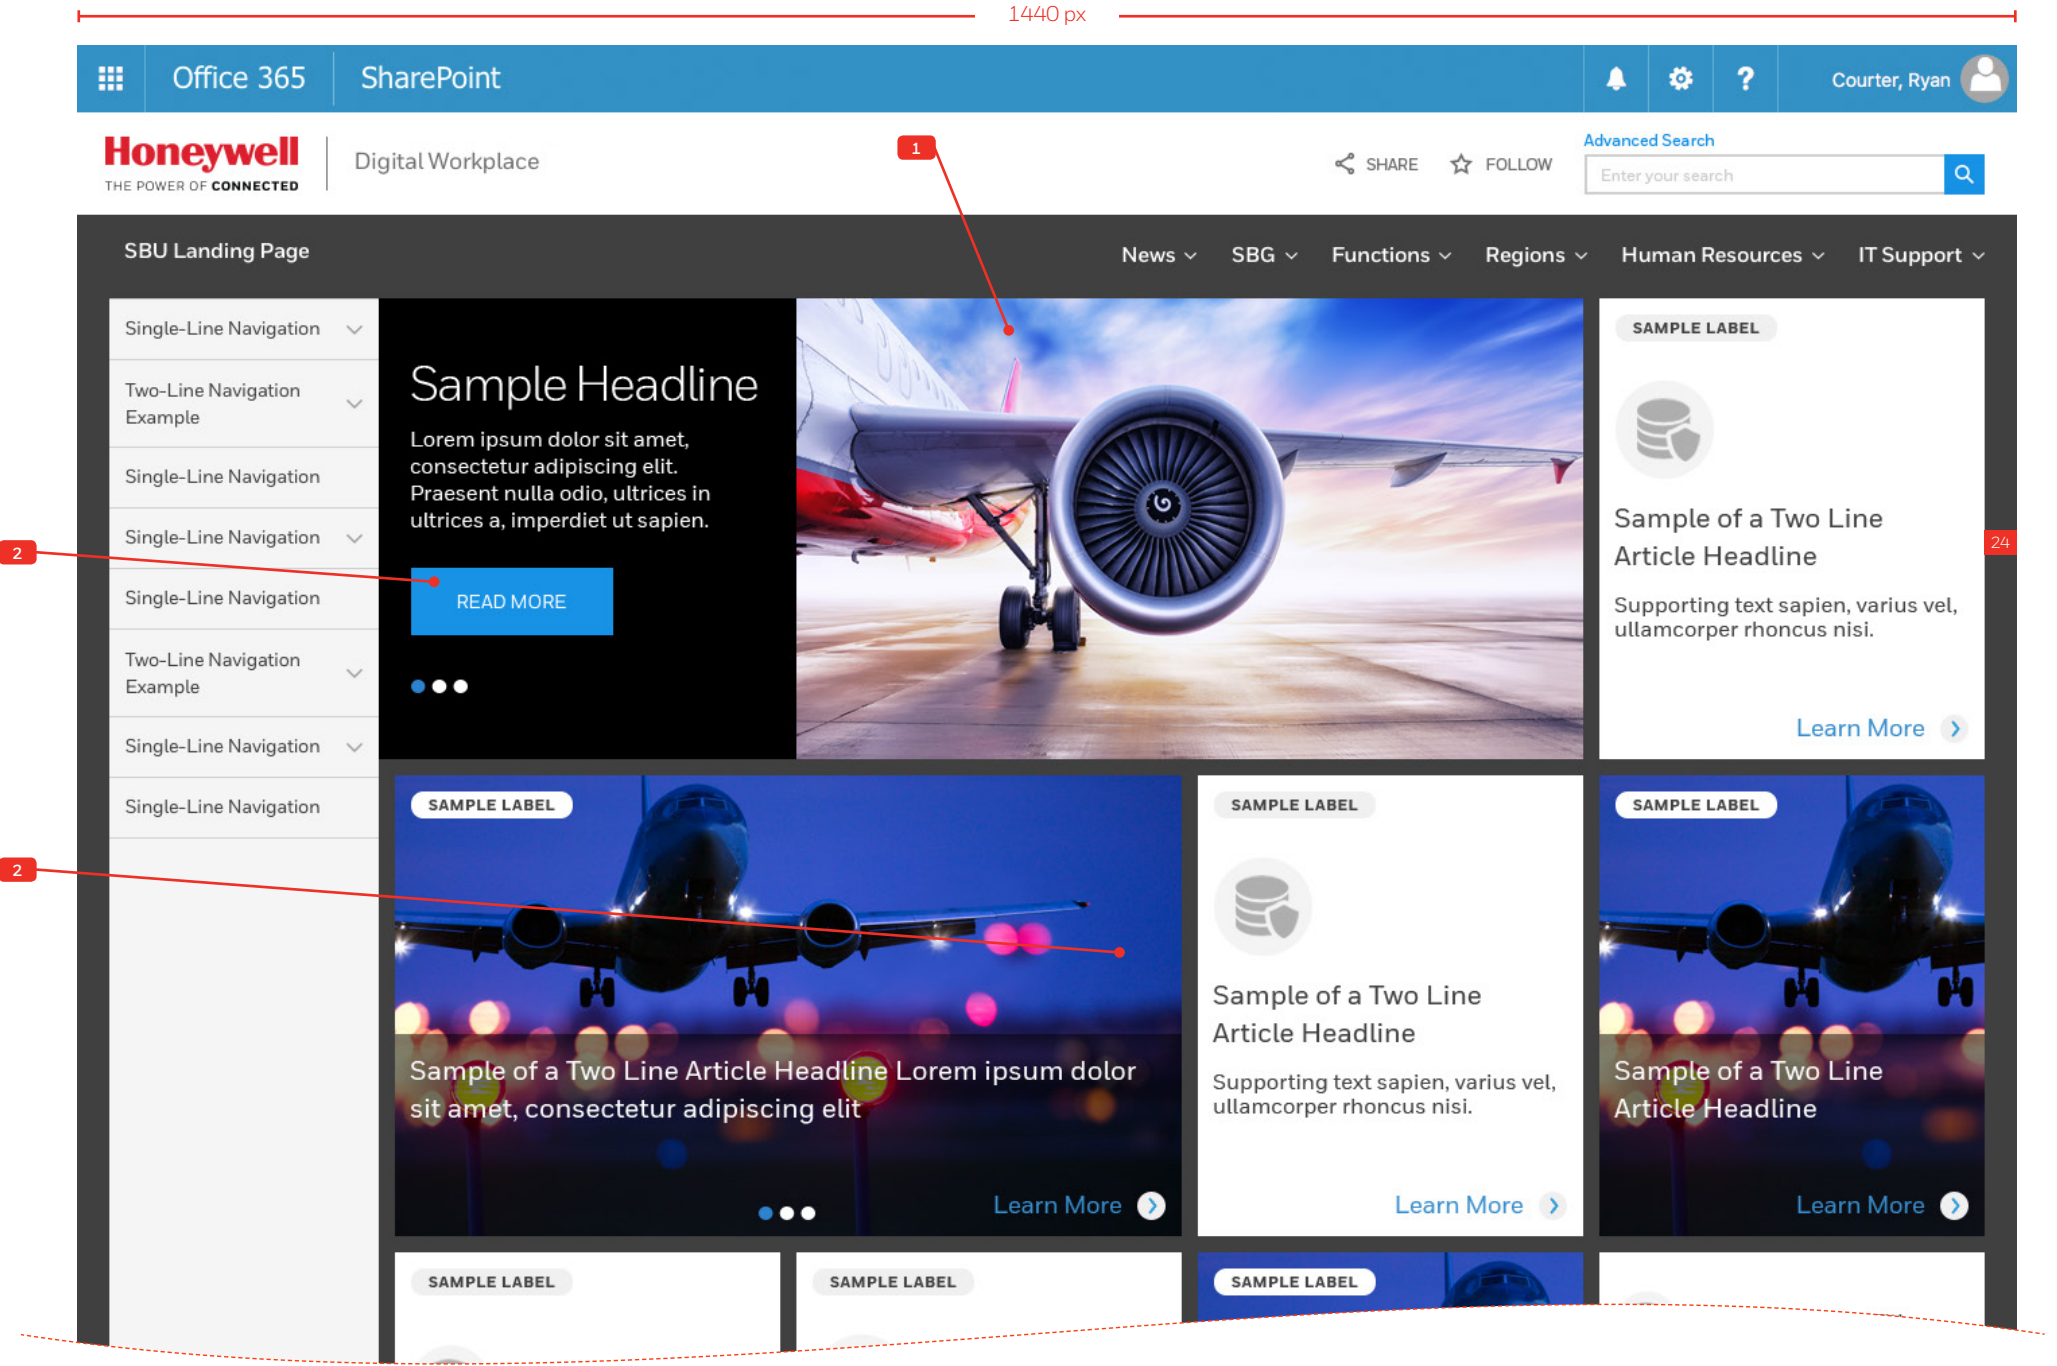 1440 px
Office 365
SharePoint
?
Courter, Ryan
Honeywell
THE POWER OF CONNECTED
Digital Workplace
1
SHARE
FOLLOW
Advanced Search
Enter your search
SBU Landing Page
News
SBG
Functions
Regions
Human Resources
IT Support
Single-Line Navigation
Two-Line Navigation
Example
Single-Line Navigation
Single-Line Navigation
Single-Line Navigation
Two-Line Navigation
Example
Single-Line Navigation
Single-Line Navigation
2
2
Sample Headline
Lorem ipsum dolor sit amet,
consectetur adipiscing elit.
Praesent nulla odio, ultrices in
ultrices a, imperdiet ut sapien.
READ MORE
SAMPLE LABEL
Sample of a Two Line
Article Headline
Supporting text sapien, varius vel,
ullamcorper rhoncus nisi.
Learn More
24
SAMPLE LABEL
Sample of a Two Line Article Headline Lorem ipsum dolor
sit amet, consectetur adipiscing elit
Learn More
SAMPLE LABEL
Sample of a Two Line
Article Headline
Supporting text sapien, varius vel,
ullamcorper rhoncus nisi.
Learn More
SAMPLE LABEL
Sample of a Two Line
Article Headline
Learn More
SAMPLE LABEL
SAMPLE LABEL
SAMPLE LABEL